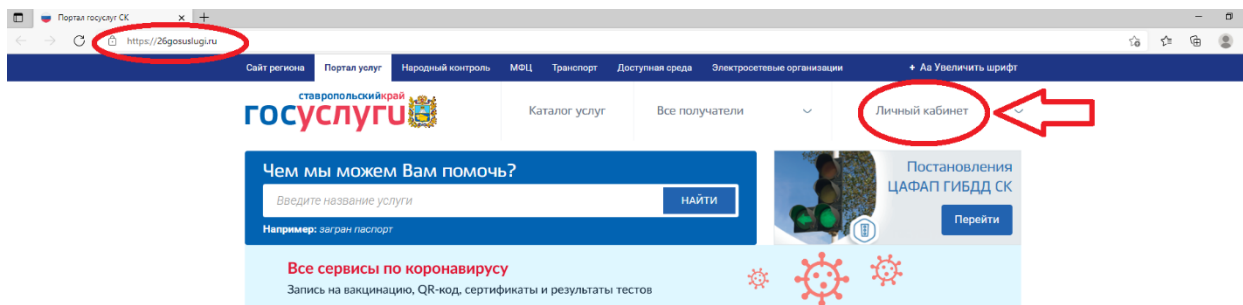 Портал госуслуг СК
https://26gosuslugi.ru
Сайт региона Портал услуг Народный контроль МФЦ Транспорт Доступная среда Электросетевые организации + Аа Увеличить шрифт
ставропольскийкрай
госуслуги
Каталог услуг Все получатели Личный кабинет
Чем мы можем Вам помочь?
Введите название услуги НАЙТИ
Например: загран паспорт
Постановления
ЦАФАП ГИБДД СК
Перейти
Все сервисы по коронавирусу
Запись на вакцинацию, QR-код, сертификаты и результаты тестов